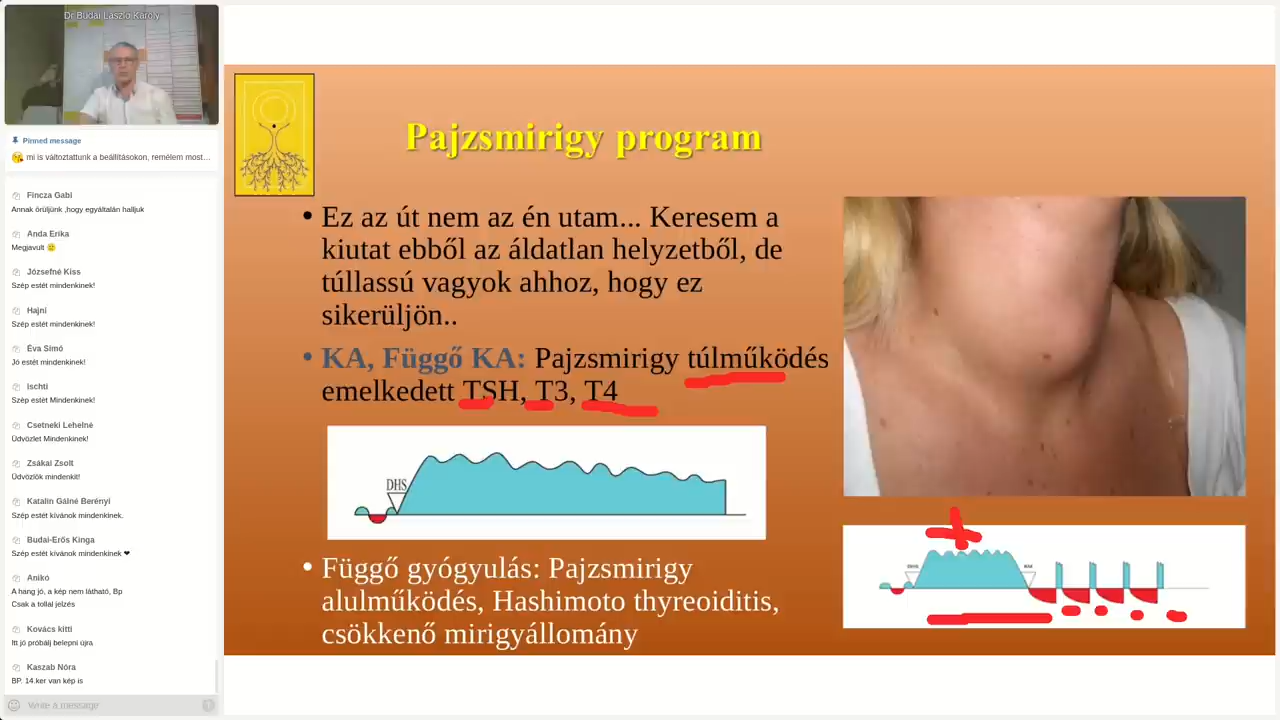 Dr Budai László Károly
Pinned message
mi is változtattunk a beállításokon, remélem most…
Fincza Gabi
Annak örüljünk ,hogy egyáltalán halljuk
Anda Erika
Megjavult 🙂
Józsefné Kiss
Szép estét mindenkinek!
Hajni
Szép estét mindenkinek!
Éva Simó
Jó estét mindenkinek!
Ischti
Szép estét Mindenkinek!
Csetneki Lehelné
Üdvözlet Mindenkinek!
Zsákai Zsolt
Üdvözlök mindenkit!
Katalin Gálné Berényi
Szép estét kívánok mindenkinek.
Budai-Erős Kinga
Szép estét kívánok mindenkinek ❤
Anikó
A hang jó, a kép nem látható, Bp
Csak a tollal jelzés
Kovács kitti
Itt jó próbálj belepni újra
Kaszab Nóra
BP. 14.ker van kép is
Write a message
Pajzsmirigy program
• Ez az út nem az én utam... Keresem a
kiutat ebből az áldatlan helyzetből, de
túllassú vagyok ahhoz, hogy ez
sikerüljön..
• KA, Függő KA: Pajzsmirigy túlműködés
emelkedett TSH, T3, T4
DHS
• Függő gyógyulás: Pajzsmirigy
alulműködés, Hashimoto thyreoiditis,
csökkenő mirigyállomány
DHS